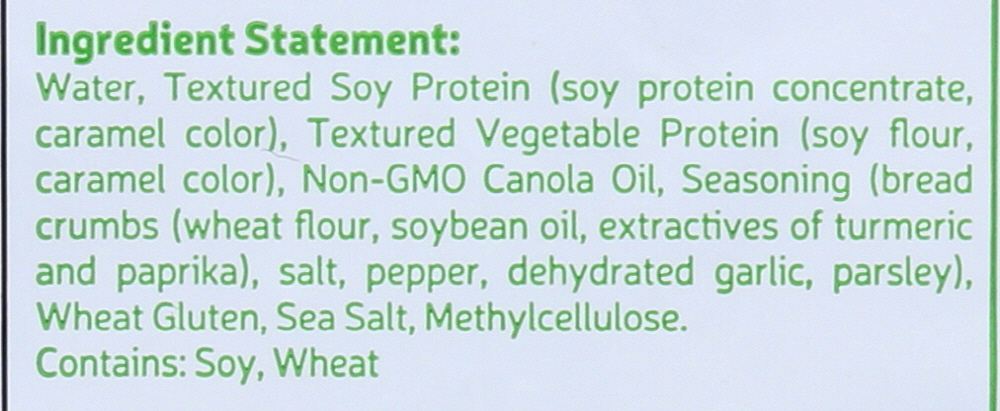 Ingredient Statement:
Water, Textured Soy Protein (soy protein concentrate,
caramel color), Textured Vegetable Protein (soy flour,
caramel color), Non-GMO Canola Oil, Seasoning (bread
crumbs (wheat flour, soybean oil, extractives of turmeric
and paprika), salt, pepper, dehydrated garlic, parsley),
Wheat Gluten, Sea Salt, Methylcellulose.
Contains: Soy, Wheat